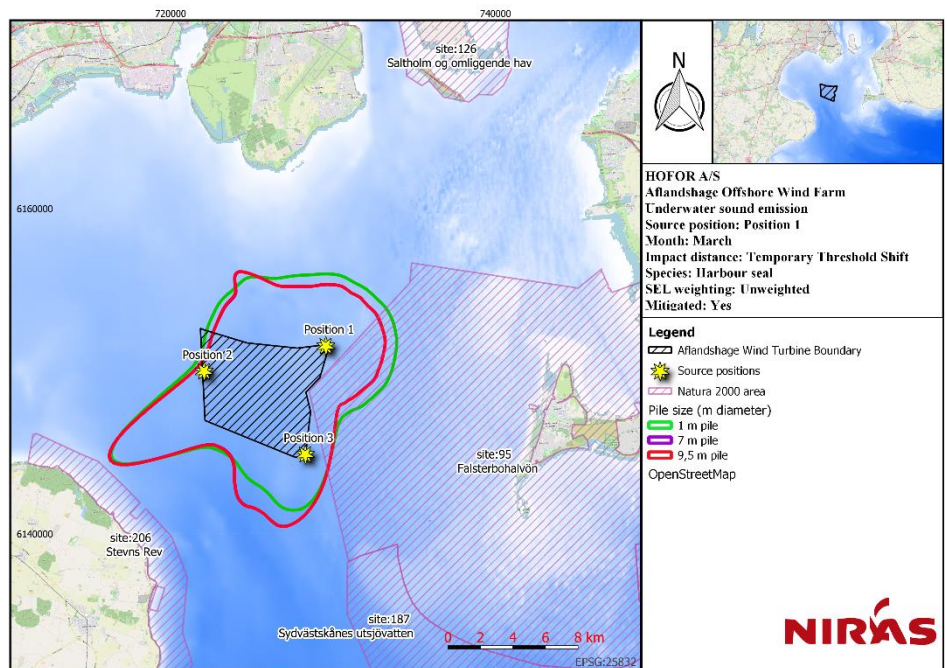 720000
740000
site:126
Saltholm og omliggende hav
6160000
Position 1
Position 2
Position 3
site:95
Falsterbohalvön
6140000
site:206
Stevns Rev
site:187
Sydvästskånes utsjövatten
0 2 4 6 8 km
EPSG:25832
N
HOFOR A/S
Aflandshage Offshore Wind Farm
Underwater sound emission
Source position: Position 1
Month: March
Impact distance: Temporary Threshold Shift
Species: Harbour seal
SEL weighting: Unweighted
Mitigated: Yes
Legend
Aflandshage Wind Turbine Boundary
Source positions
Natura 2000 area
Pile size (m diameter)
1 m pile
7 m pile
9,5 m pile
OpenStreetMap
NIRAS